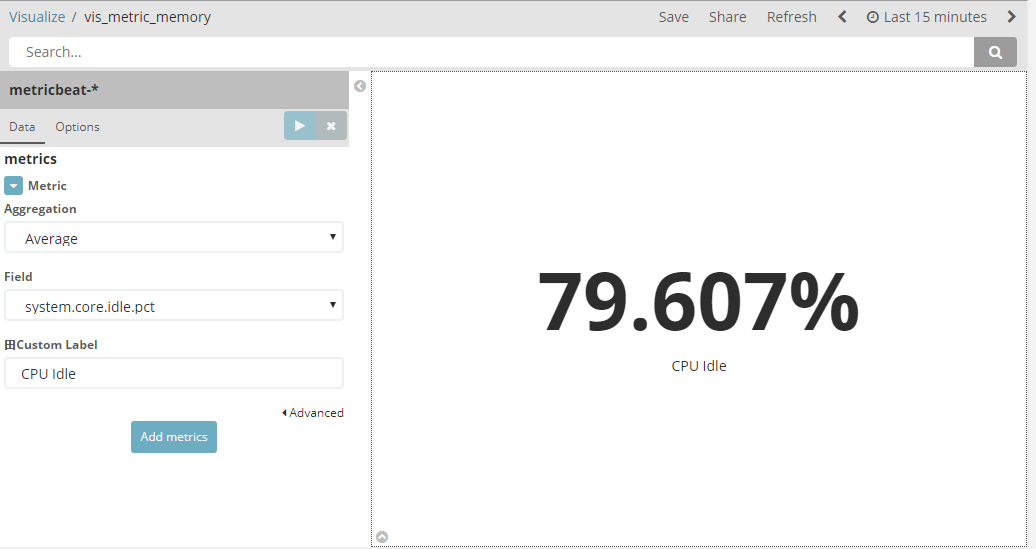 Visualize / vis_metric_memory Save Share Refresh Last 15 minutes
Search...
metricbeat-*
Data Options
metrics
Metric
Aggregation
Average
Field
system.core.idle.pct
Custom Label
CPU Idle
Advanced
Add metrics
79.607%
CPU Idle